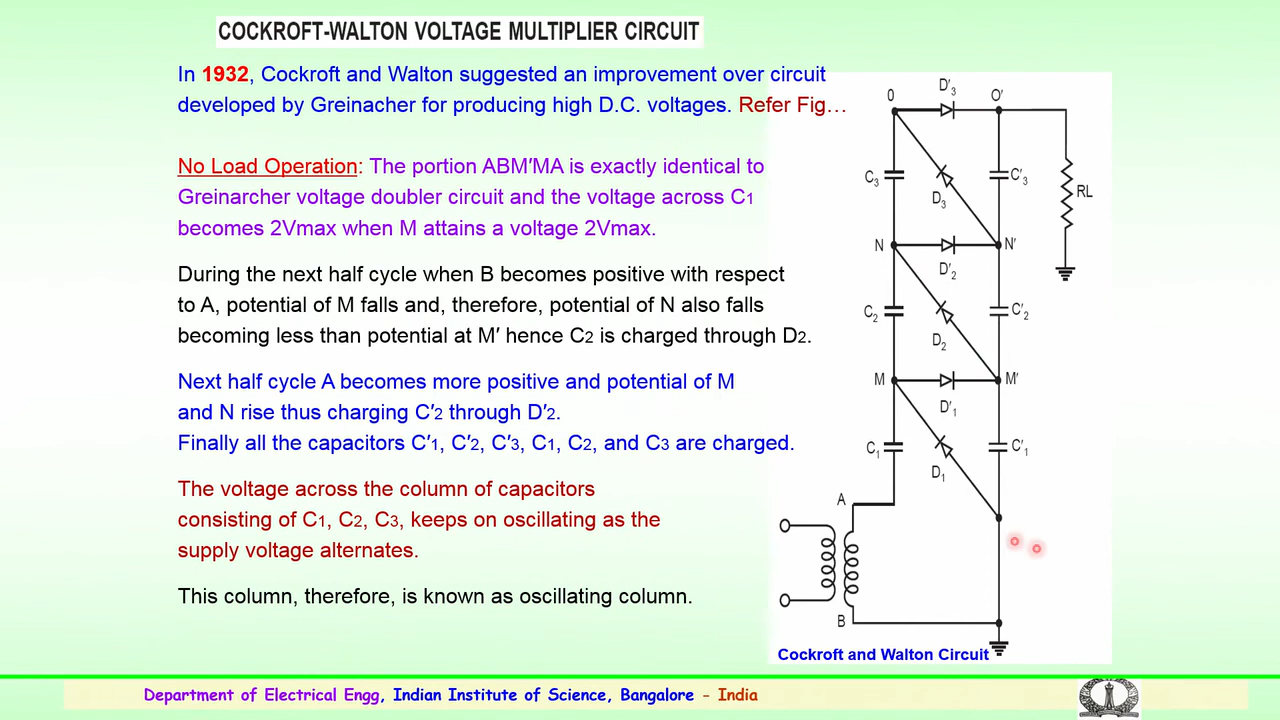 COCKROFT-WALTON VOLTAGE MULTIPLIER CIRCUIT
In 1932, Cockroft and Walton suggested an improvement over circuit
developed by Greinacher for producing high D.C. voltages. Refer Fig…
No Load Operation: The portion ABM′MA is exactly identical to
Greinarcher voltage doubler circuit and the voltage across C1
becomes 2Vmax when M attains a voltage 2Vmax.
During the next half cycle when B becomes positive with respect
to A, potential of M falls and, therefore, potential of N also falls
becoming less than potential at M′ hence C2 is charged through D2.
Next half cycle A becomes more positive and potential of M
and N rise thus charging C′2 through D′2.
Finally all the capacitors C′1, C′2, C′3, C1, C2, and C3 are charged.
The voltage across the column of capacitors
consisting of C1, C2, C3, keeps on oscillating as the
supply voltage alternates.
This column, therefore, is known as oscillating column.
D′3
0 O′
C3 C′3
D3
RL
N N′
D′2
C2 C′2
D2
M M′
D′1
C1 C′1
D1
A
B
Cockroft and Walton Circuit
Department of Electrical Engg, Indian Institute of Science, Bangalore - India